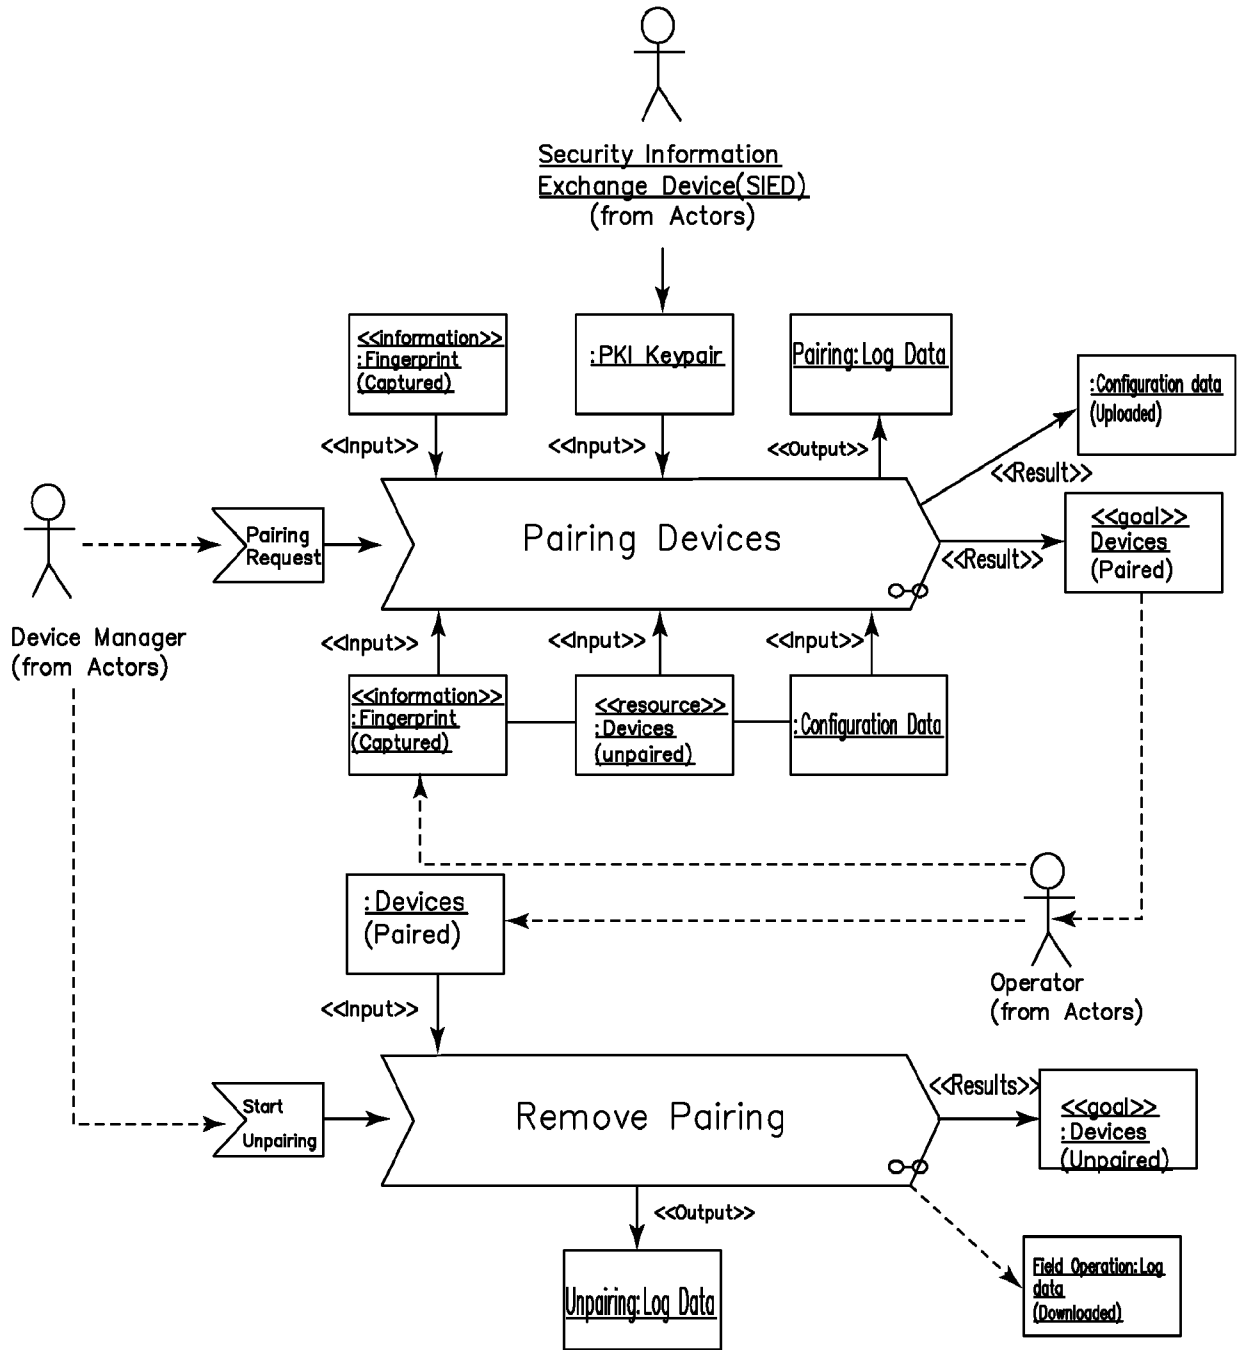 Security Information
Exchange Device(SIED)
(from Actors)
<<information>>
:Fingerprint
(Captured)
:PKI Keypair
Pairing:Log Data
:Configuration data
(Uploaded)
<<Input>>
<<Input>>
<<Output>>
<<Result>>
Pairing
Request
Pairing Devices
<<Result>>
<<goal>>
Devices
(Paired)
Device Manager
(from Actors)
<<Input>>
<<Input>>
<<Input>>
<<information>>
:Fingerprint
(Captured)
<<resource>>
:Devices
(unpaired)
:Configuration Data
:Devices
(Paired)
Operator
(from Actors)
<<Input>>
Start
Unpairing
Remove Pairing
<<Results>>
<<goal>>
:Devices
(Unpaired)
<<Output>>
Unpairing:Log Data
Field Operation:Log
data
(Downloaded)